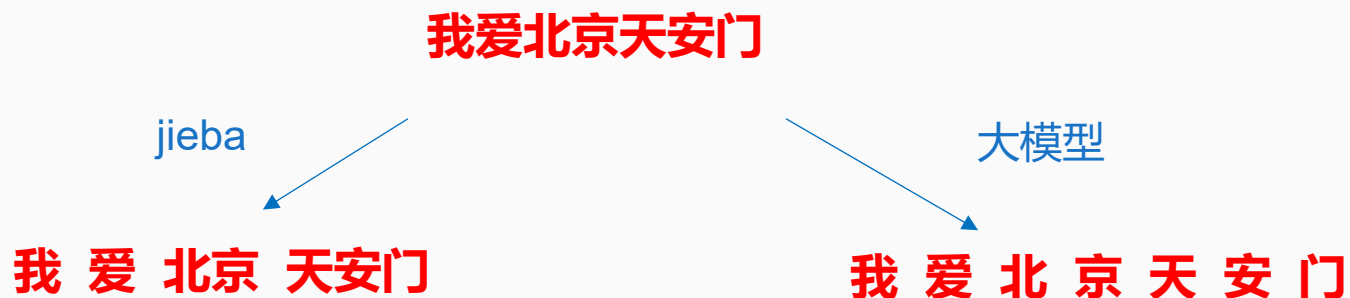 我爱北京天安门
jieba
大模型
我 爱 北京 天安门
我 爱 北 京 天 安 门